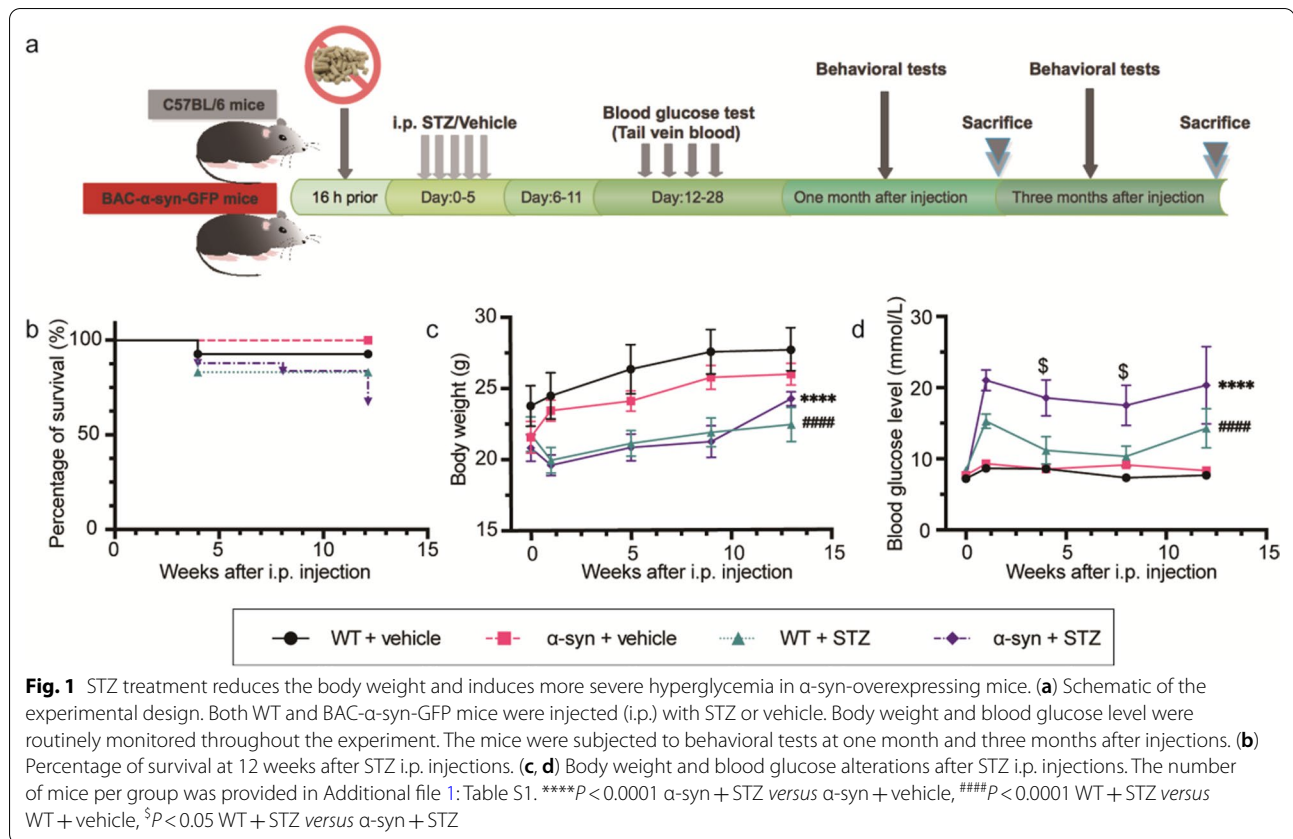 a
C57BL/6 mice
BAC-α-syn-GFP mice
i.p. STZ/Vehicle
Blood glucose test
(Tail vein blood)
Behavioral tests
Sacrifice
Behavioral tests
Sacrifice
16 h prior
Day:0-5
Day:6-11
Day:12-28
One month after injection
Three months after injection
b
Percentage of survival (%)
100
50
0
0 5 10 15
Weeks after i.p. injection
c
Body weight (g)
30
25
20
15
0 5 10 15
Weeks after i.p. injection
****
####
d
Blood glucose level (mmol/L)
30
20
10
0
0 5 10 15
Weeks after i.p. injection
$ $
****
####
WT + vehicle α-syn + vehicle WT + STZ α-syn + STZ
Fig. 1 STZ treatment reduces the body weight and induces more severe hyperglycemia in α-syn-overexpressing mice. (a) Schematic of the
experimental design. Both WT and BAC-α-syn-GFP mice were injected (i.p.) with STZ or vehicle. Body weight and blood glucose level were
routinely monitored throughout the experiment. The mice were subjected to behavioral tests at one month and three months after injections. (b)
Percentage of survival at 12 weeks after STZ i.p. injections. (c, d) Body weight and blood glucose alterations after STZ i.p. injections. The number
of mice per group was provided in Additional file 1: Table S1. ****P < 0.0001 α-syn + STZ versus α-syn + vehicle, ####P < 0.0001 WT + STZ versus
WT + vehicle, $P < 0.05 WT + STZ versus α-syn + STZ